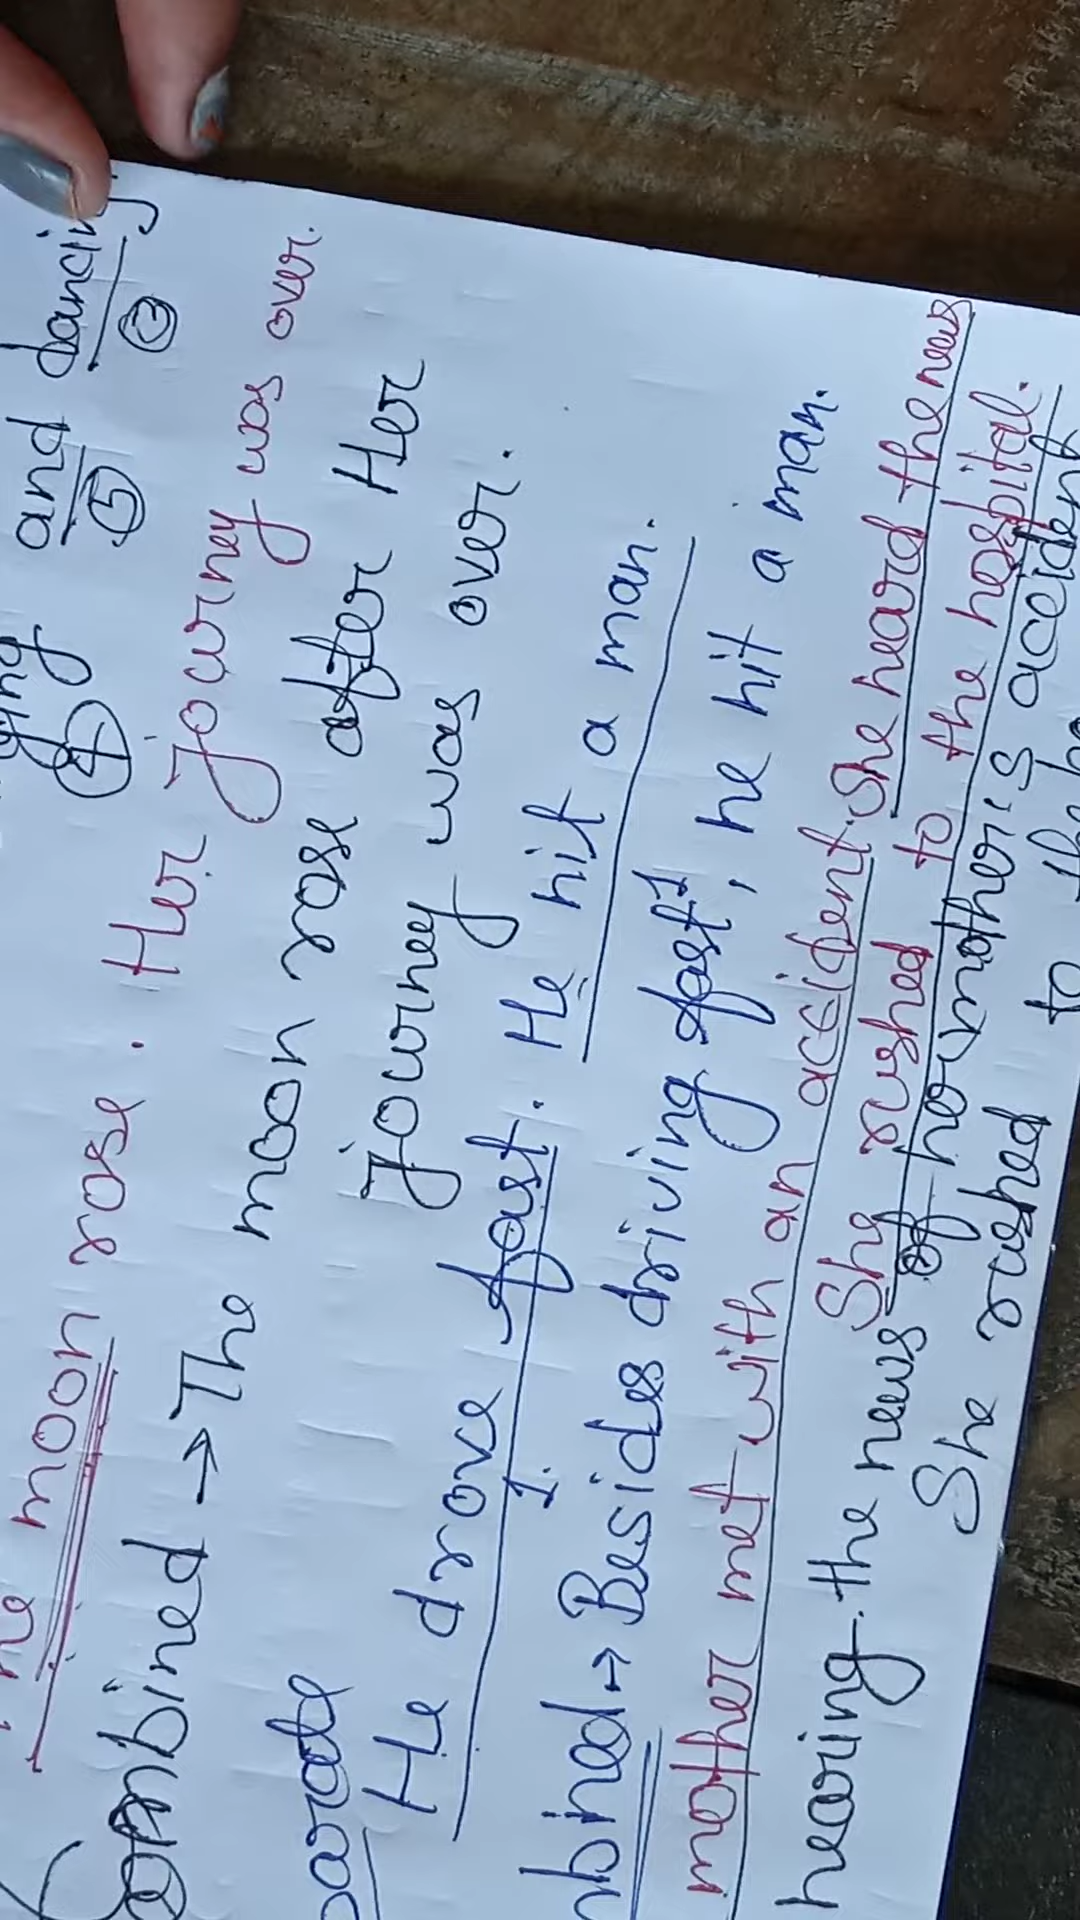 and dancing
④ ⑤ ③
moon rose. Her Journey was over.
Combined → The moon rose after Her
Journey was over.
He drove fast. He hit a man.
1.
→ Besides driving fast, he hit a man.
mother met with an accident. She heard the news
She rushed to the hospital.
hearing the news of her mother's accident
She rushed to the